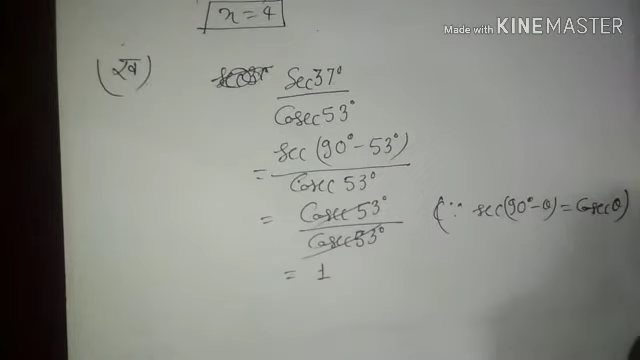 x = 4
Made with KINEMASTER
(ख) Sec37°
Cosec53°
= sec (90° - 53°)
Cosec 53°
= Cosec 53° (∵ sec(90° - θ) = Cosecθ)
Cosec 53°
= 1